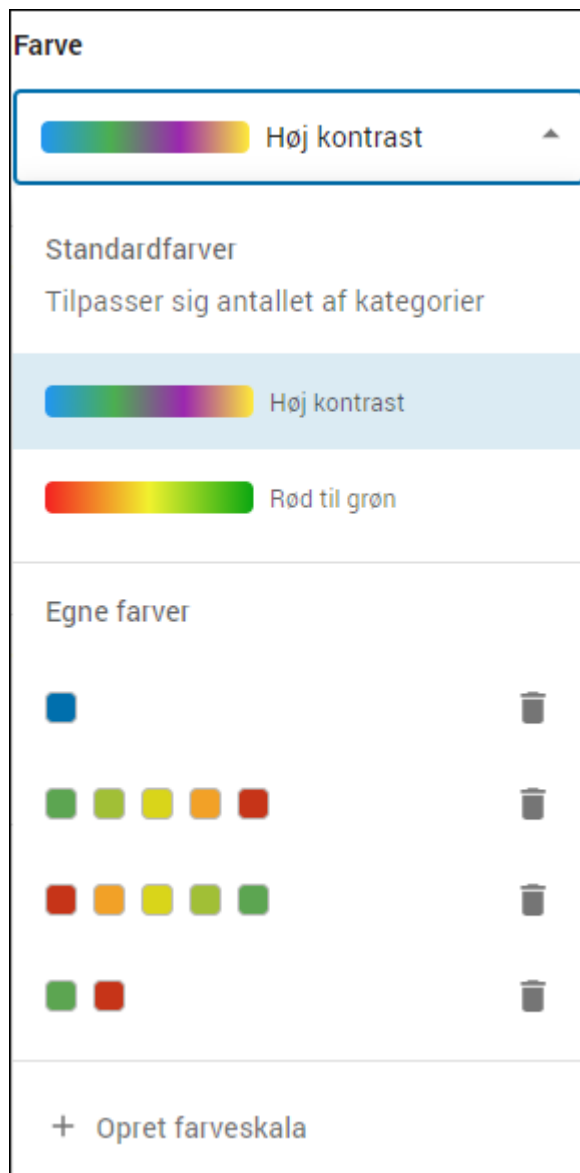 Farve
Høj kontrast
Standardfarver
Tilpasser sig antallet af kategorier
Høj kontrast
Rød til grøn
Egne farver
+ Opret farveskala